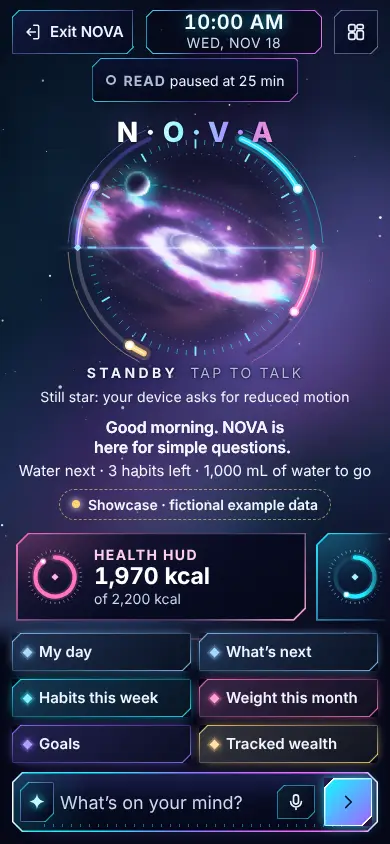 Exit NOVA
10:00 AM
WED, NOV 18
READ paused at 25 min
N·O·V·A
STANDBY TAP TO TALK
Still star: your device asks for reduced motion
Good morning. NOVA is
here for simple questions.
Water next · 3 habits left · 1,000 mL of water to go
Showcase · fictional example data
HEALTH HUD
1,970 kcal
of 2,200 kcal
My day
What’s next
Habits this week
Weight this month
Goals
Tracked wealth
What’s on your mind?